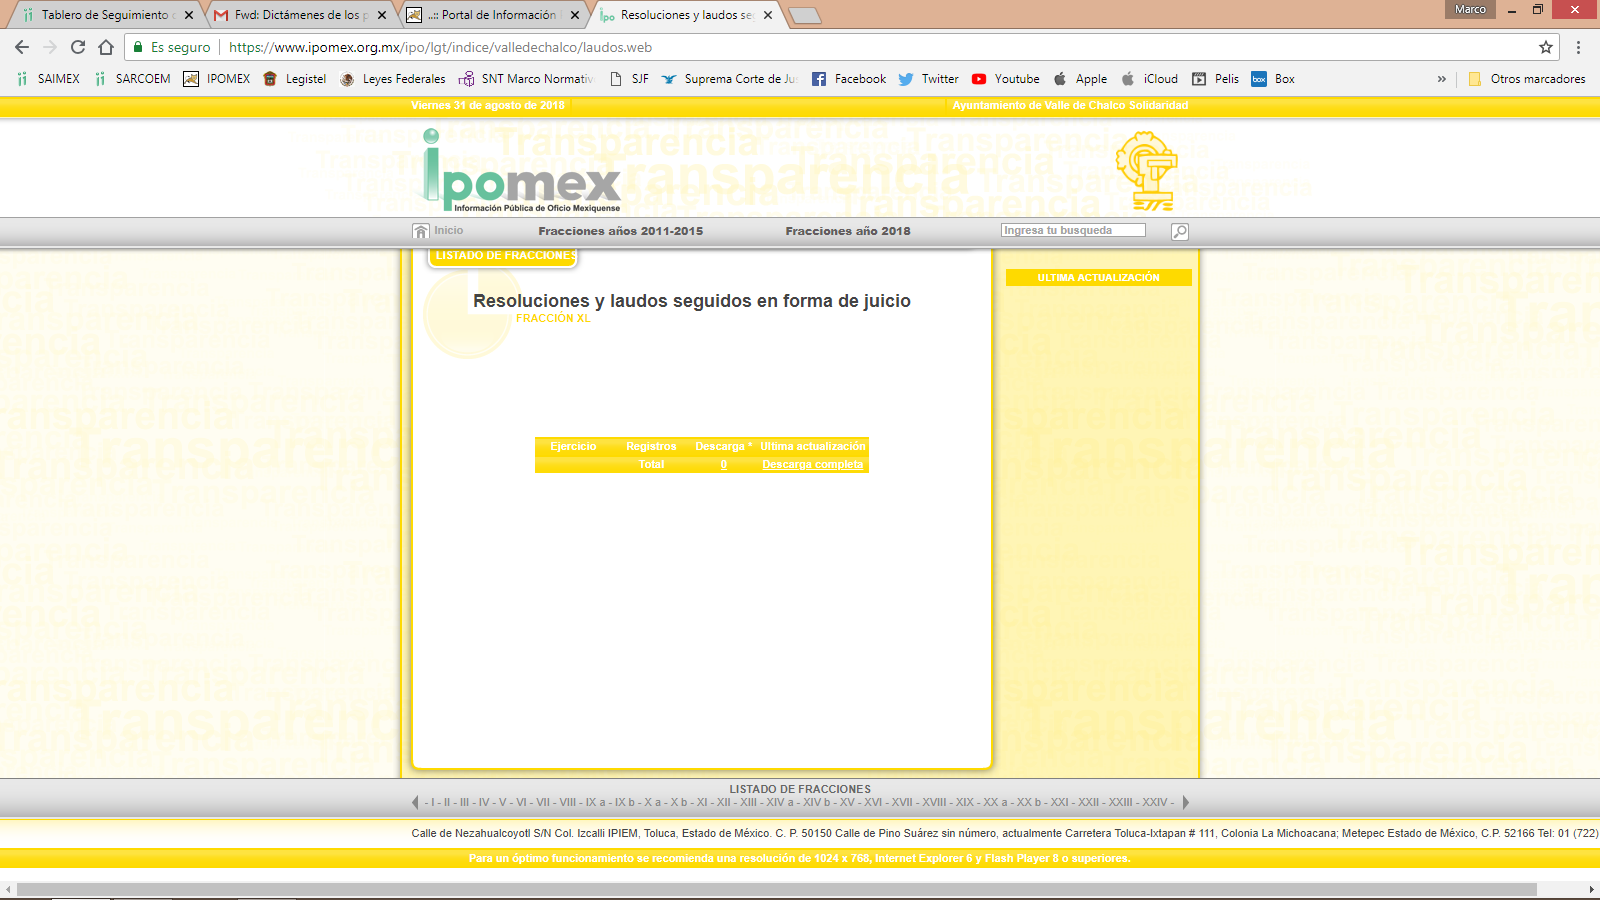 Tablero de Seguimiento
Fwd: Dictámenes de los p
..:: Portal de Información
Resoluciones y laudos se
Marco
Es seguro
https://www.ipomex.org.mx/ipo/lgt/indice/valledechalco/laudos.web
SAIMEX
SARCOEM
IPOMEX
Legistel
Leyes Federales
SNT Marco Normativ
SJF
Suprema Corte de Jus
Facebook
Twitter
Youtube
Apple
iCloud
Pelis
Box
»
Otros marcadores
Viernes 31 de agosto de 2018
Ayuntamiento de Valle de Chalco Solidaridad
Transparencia
ipomex
Información Pública de Oficio Mexiquense
Inicio
Fracciones años 2011-2015
Fracciones año 2018
Ingresa tu busqueda
LISTADO DE FRACCIONES
ULTIMA ACTUALIZACIÓN
Resoluciones y laudos seguidos en forma de juicio
FRACCIÓN XL
Ejercicio Registros Descarga * Ultima actualización
Total 0 Descarga completa
LISTADO DE FRACCIONES
- I - II - III - IV - V - VI - VII - VIII - IX a - IX b - X a - X b - XI - XII - XIII - XIV a - XIV b - XV - XVI - XVII - XVIII - XIX - XX a - XX b - XXI - XXII - XXIII - XXIV -
Calle de Nezahualcoyotl S/N Col. Izcalli IPIEM, Toluca, Estado de México. C. P. 50150 Calle de Pino Suárez sin número, actualmente Carretera Toluca-Ixtapan # 111, Colonia La Michoacana; Metepec Estado de México, C.P. 52166 Tel: 01 (722)
Para un óptimo funcionamiento se recomienda una resolución de 1024 x 768, Internet Explorer 6 y Flash Player 8 o superiores.